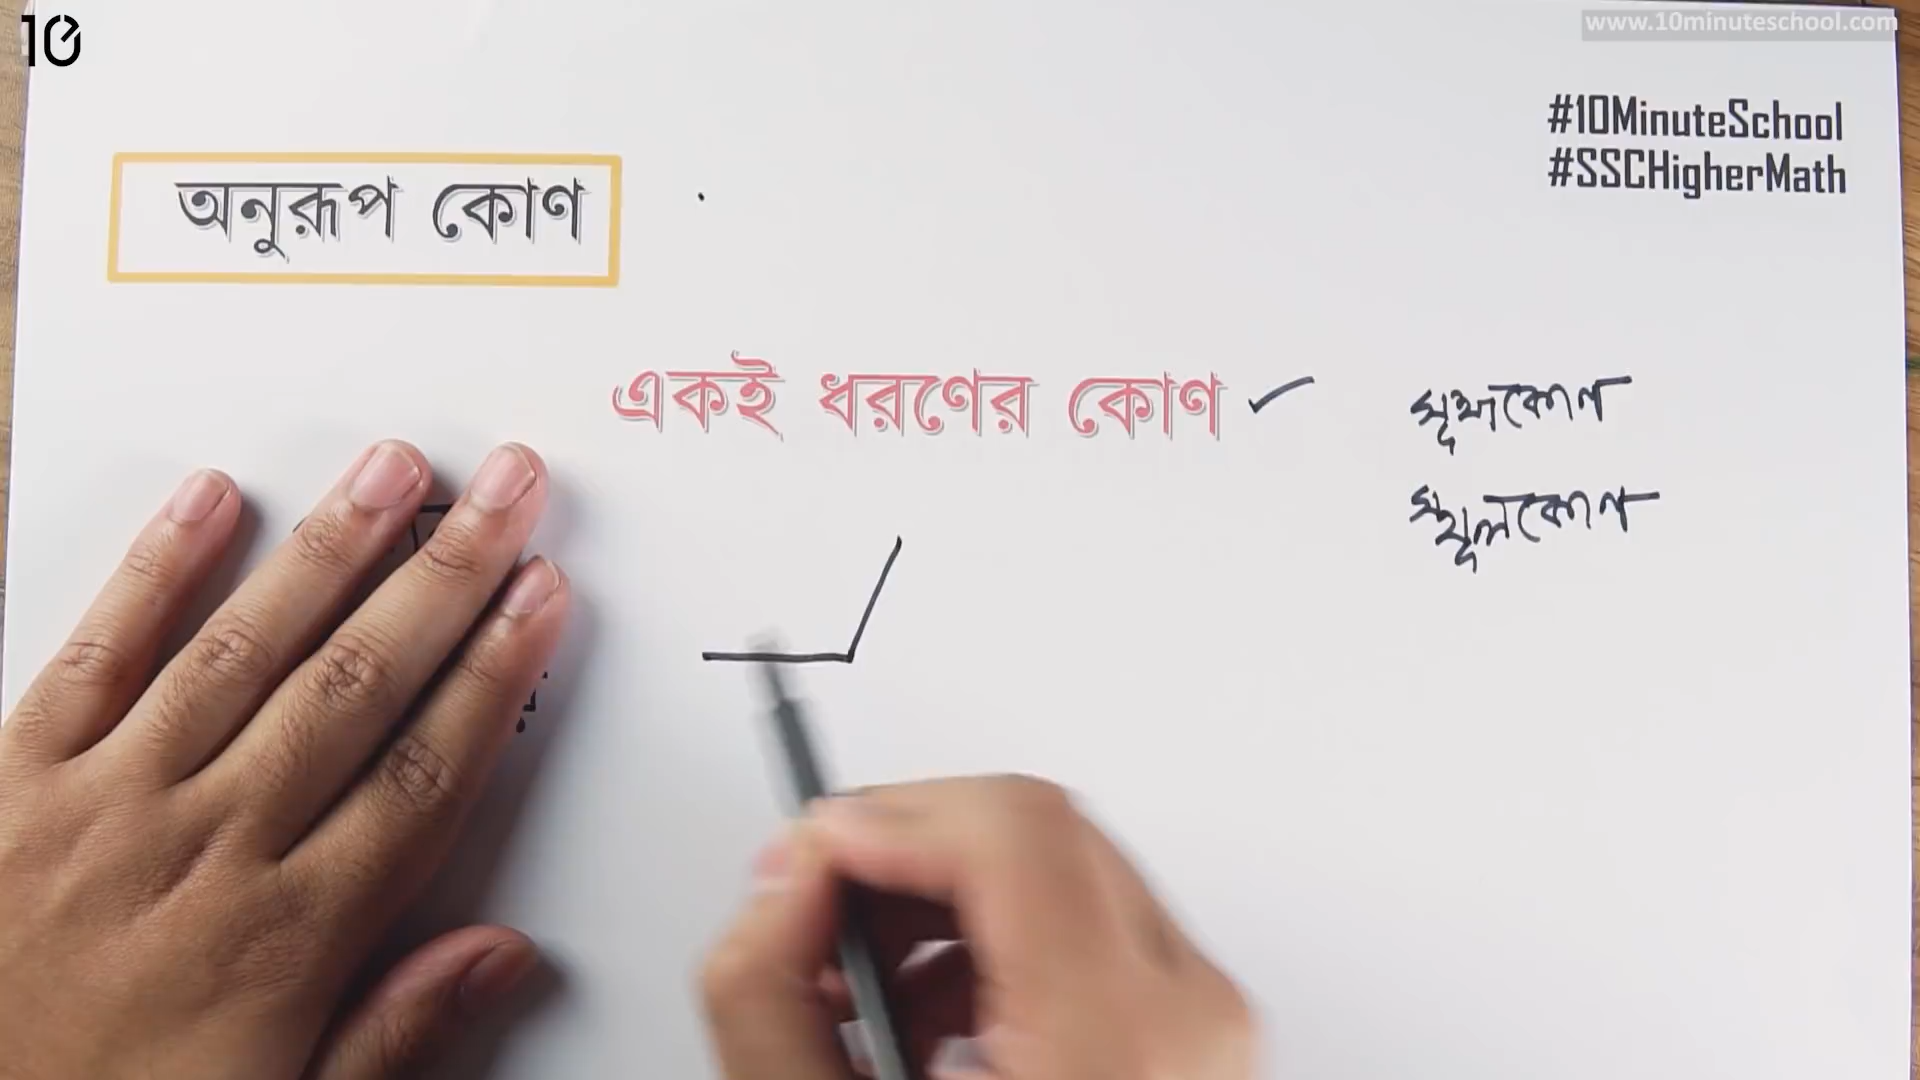 10
www.10minuteschool.com
#10MinuteSchool
#SSCHigherMath
অনুরূপ কোণ
একই ধরণের কোণ
সূক্ষ্মকোণ
স্থূলকোণ